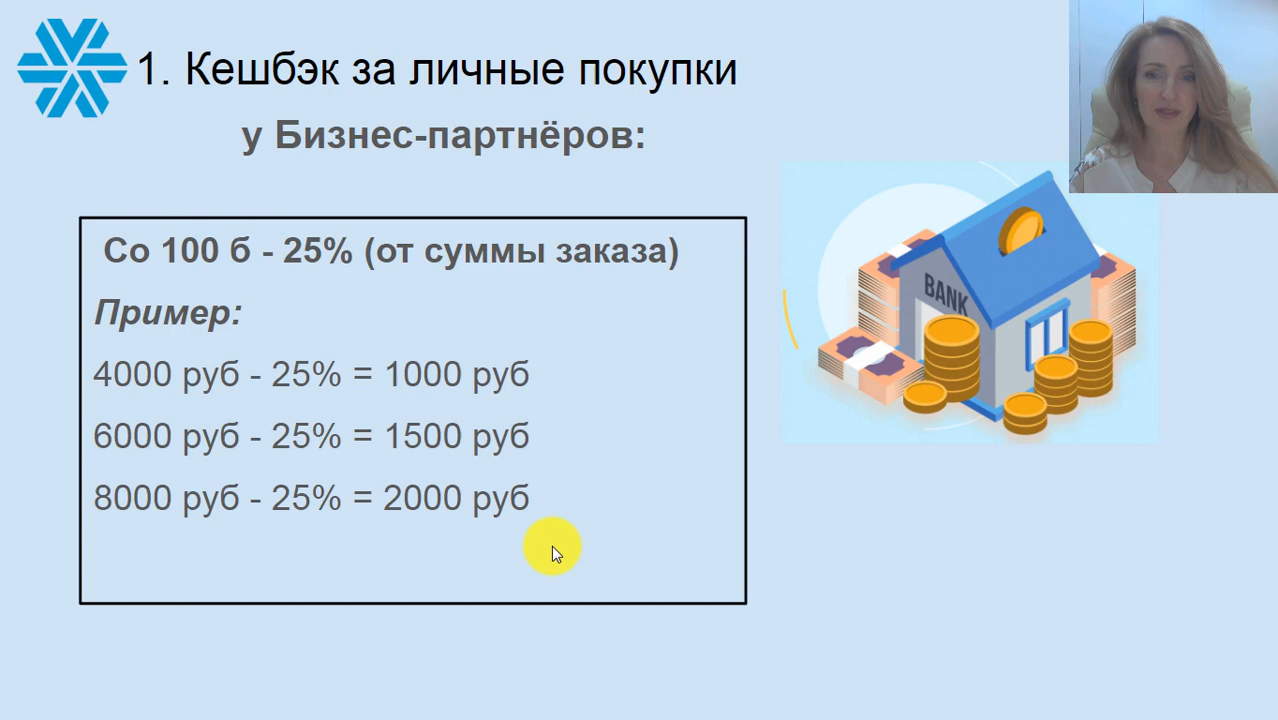 1. Кешбэк за личные покупки
у Бизнес-партнёров:
Со 100 б - 25% (от суммы заказа)
Пример:
4000 руб - 25% = 1000 руб
6000 руб - 25% = 1500 руб
8000 руб - 25% = 2000 руб
BANK